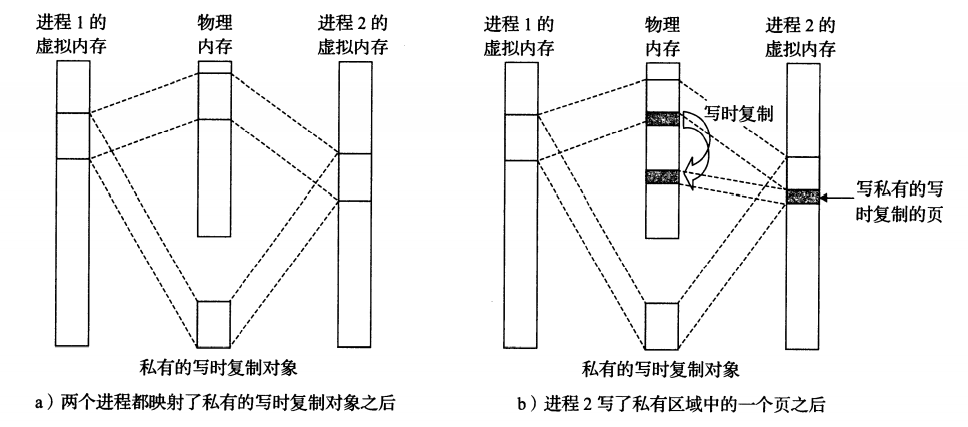 进程 1 的
虚拟内存
物理
内存
进程 2 的
虚拟内存
私有的写时复制对象
a）两个进程都映射了私有的写时复制对象之后
进程 1 的
虚拟内存
物理
内存
进程 2 的
虚拟内存
写时复制
写私有的写
时复制的页
私有的写时复制对象
b）进程 2 写了私有区域中的一个页之后